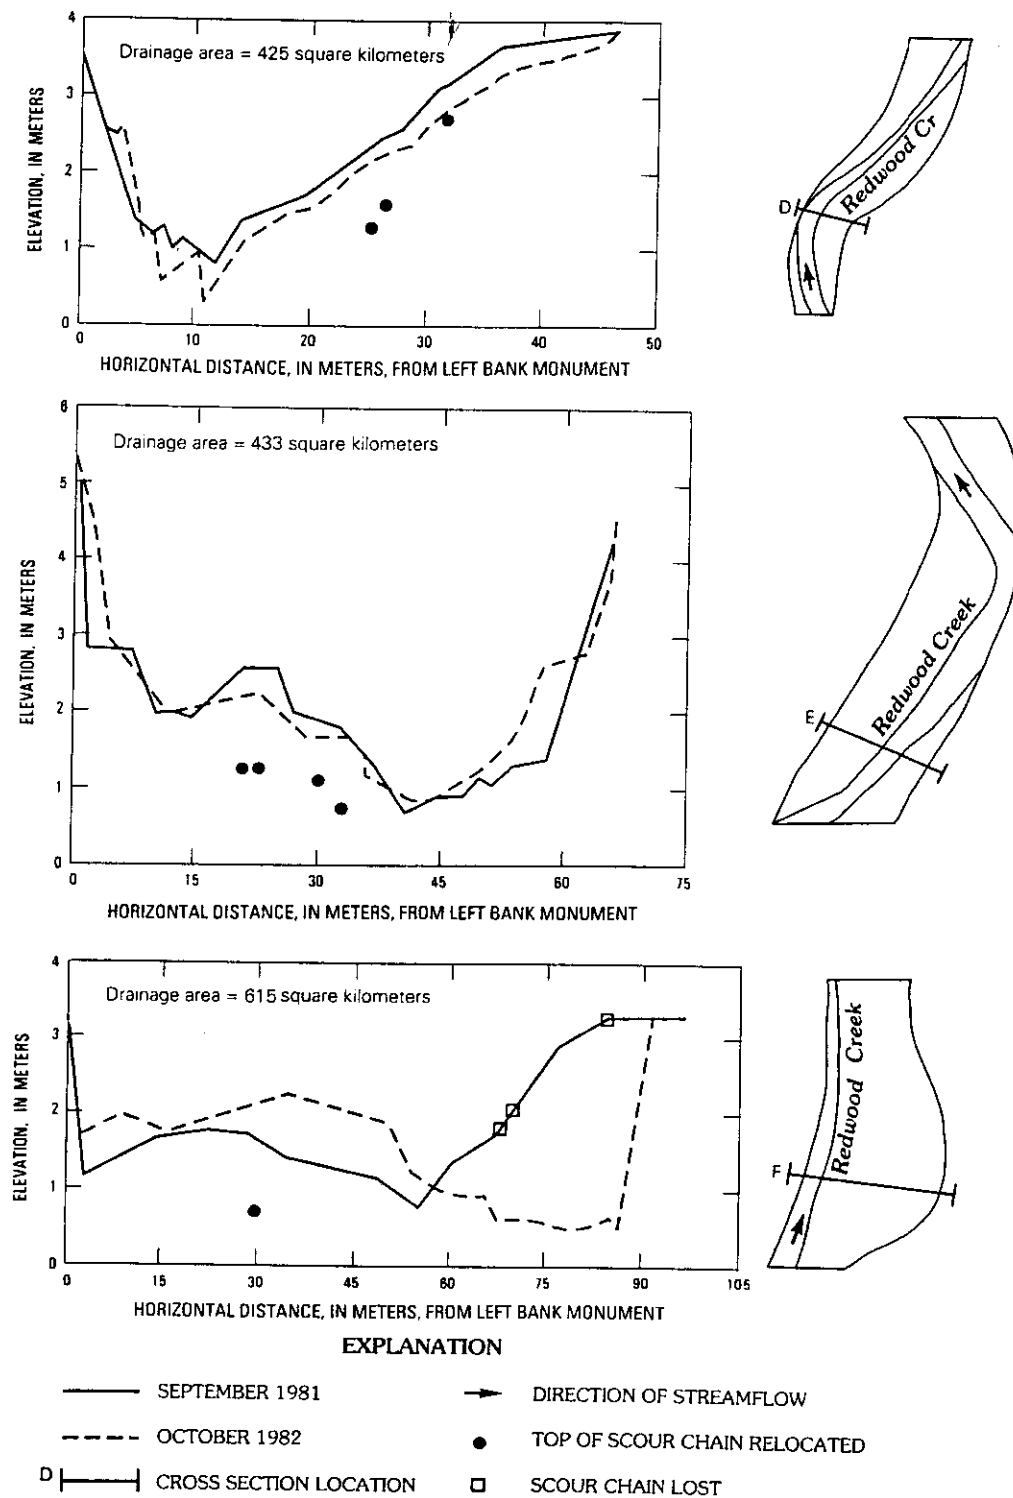 4
3
2
1
0
ELEVATION, IN METERS
Drainage area = 425 square kilometers
0 10 20 30 40 50
HORIZONTAL DISTANCE, IN METERS, FROM LEFT BANK MONUMENT
D
Redwood Cr
6
5
4
3
2
1
0
ELEVATION, IN METERS
Drainage area = 433 square kilometers
0 15 30 45 60 75
HORIZONTAL DISTANCE, IN METERS, FROM LEFT BANK MONUMENT
E
Redwood Creek
4
3
2
1
0
ELEVATION, IN METERS
Drainage area = 615 square kilometers
0 15 30 45 60 75 90 105
HORIZONTAL DISTANCE, IN METERS, FROM LEFT BANK MONUMENT
F
Redwood Creek
EXPLANATION
SEPTEMBER 1981
DIRECTION OF STREAMFLOW
OCTOBER 1982
TOP OF SCOUR CHAIN RELOCATED
D
CROSS SECTION LOCATION
SCOUR CHAIN LOST